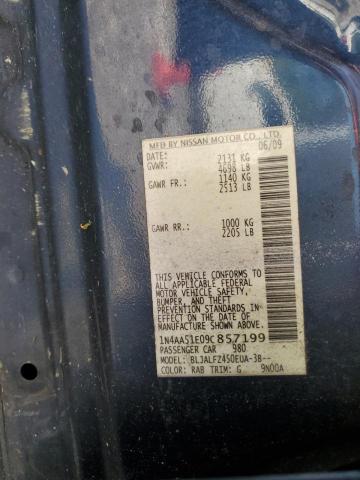 MFD BY NISSAN MOTOR CO., LTD.
DATE: 06/09
GVWR: 2131 KG
4698 LB
GAWR FR.: 1140 KG
2513 LB
GAWR RR.: 1000 KG
2205 LB
THIS VEHICLE CONFORMS TO
ALL APPLICABLE FEDERAL
MOTOR VEHICLE SAFETY,
BUMPER, AND THEFT
PREVENTION STANDARDS
IN EFFECT ON THE DATE OF
MANUFACTURE SHOWN ABOVE.
1N4AA51E09C857199
PASSENGER CAR 980
MODEL: BLJALFZ450EUA-3B--
COLOR: RAB TRIM: G 9N00A